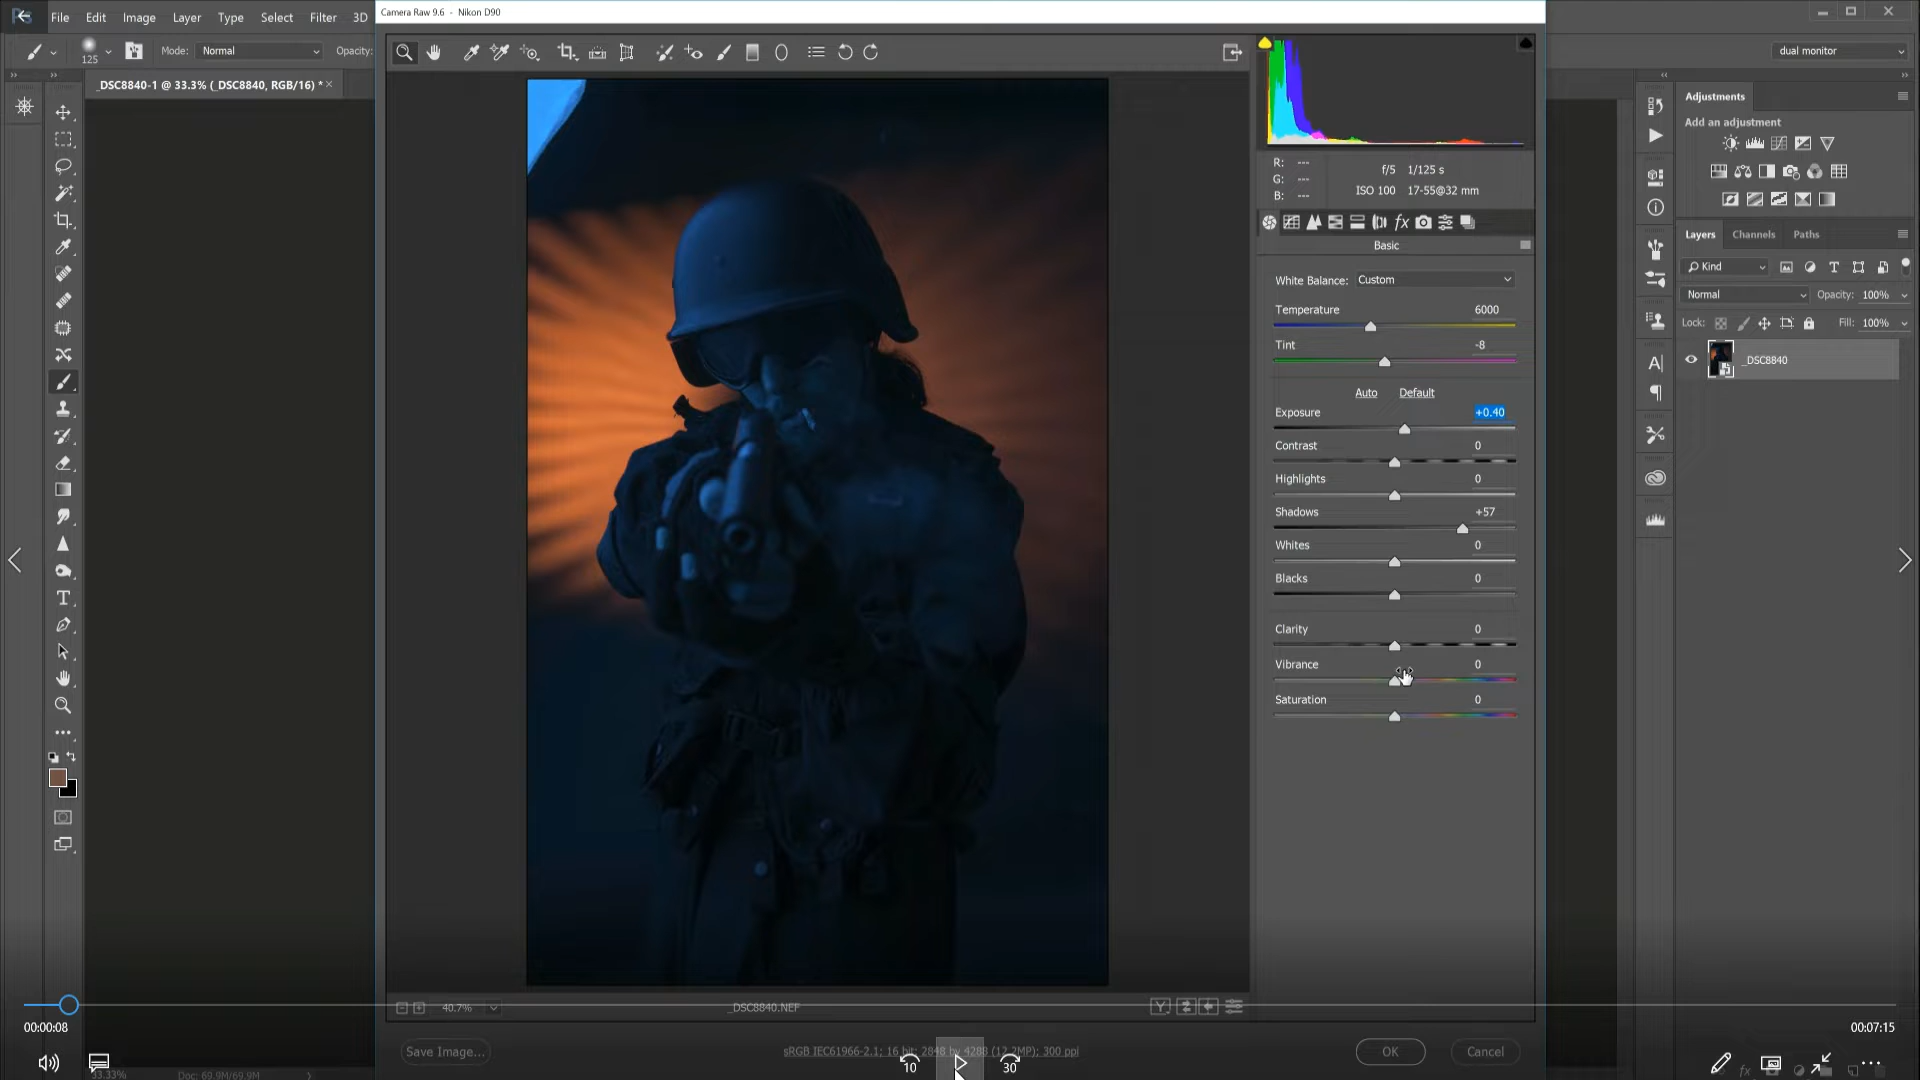 Camera Raw 9.6 - Nikon D90
File Edit Image Layer Type Select Filter 3D
125 Mode: Normal Opacity:
dual monitor
_DSC8840-1 @ 33.3% (_DSC8840, RGB/16) * ×
Adjustments
Add an adjustment
R: ---
G: ---
B: ---
f/5 1/125 s
ISO 100 17-55@32 mm
Basic
White Balance: Custom
Temperature 6000
Tint -8
Auto Default
Exposure +0.40
Contrast 0
Highlights 0
Shadows +57
Whites 0
Blacks 0
Clarity 0
Vibrance 0
Saturation 0
Layers Channels Paths
Kind
Normal Opacity: 100%
Lock: Fill: 100%
_DSC8840
40.7% _DSC8840.NEF
00:00:08 00:07:15
Save Image... sRGB IEC61966-2.1; 16 bit; 2848 by 4288 (12.2MP); 300 ppi OK Cancel
10 30
33.33% Doc: 69.9M/69.9M